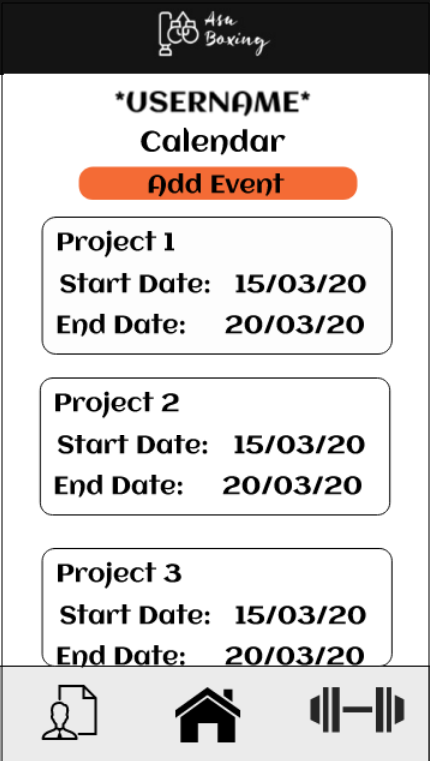 Asu
Boxing
*USERNAME*
Calendar
Add Event
Project 1
Start Date: 15/03/20
End Date: 20/03/20
Project 2
Start Date: 15/03/20
End Date: 20/03/20
Project 3
Start Date: 15/03/20
End Date: 20/03/20